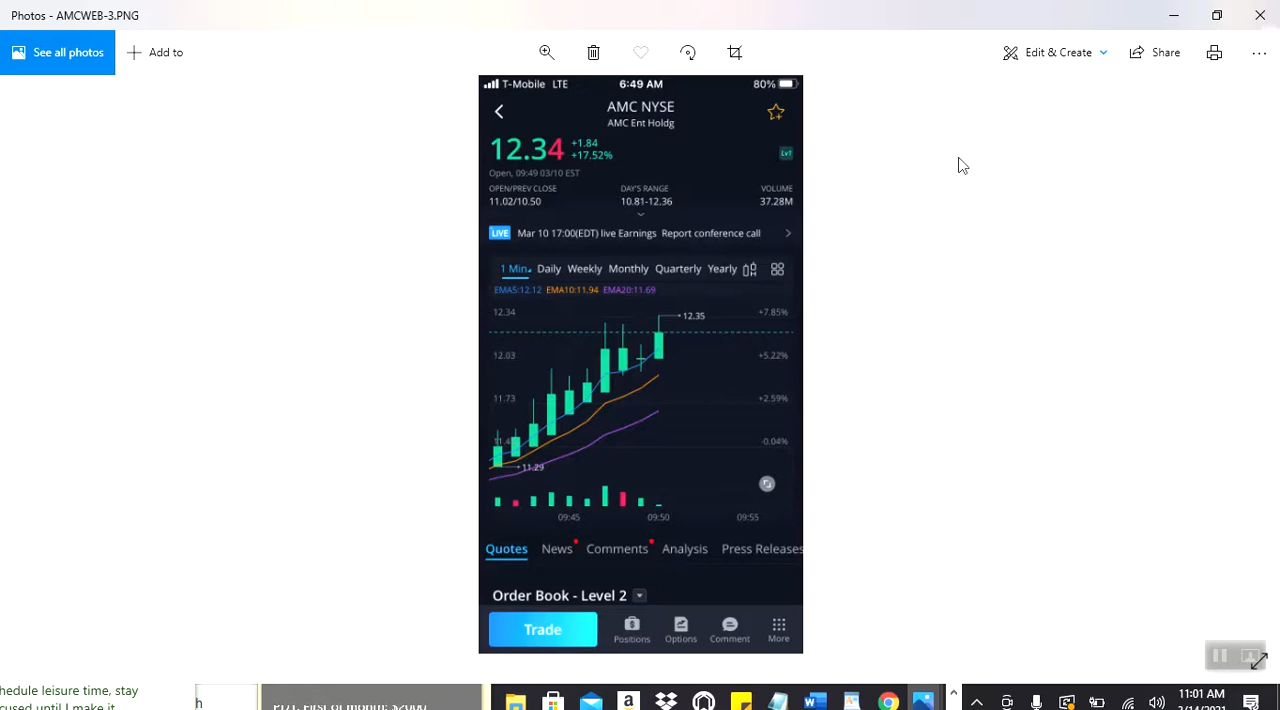 Photos - AMCWEB-3.PNG
See all photos
Add to
Edit & Create
Share
T-Mobile LTE 6:49 AM 80%
AMC NYSE
AMC Ent Holdg
12.34 +1.84
+17.52%
Lv1
Open, 09:49 03/10 EST
OPEN/PREV CLOSE DAY'S RANGE VOLUME
11.02/10.50 10.81-12.36 37.28M
LIVE Mar 10 17:00(EDT) live Earnings Report conference call
1 Min Daily Weekly Monthly Quarterly Yearly
EMA5:12.12 EMA10:11.94 EMA20:11.69
12.34 12.35 +7.85%
12.03 +5.22%
11.73 +2.59%
-0.04%
11.29
09:45 09:50 09:55
Quotes News Comments Analysis Press Releases
Order Book - Level 2
Trade Positions Options Comment More
hedule leisure time, stay
cused until I make it
h
11:01 AM